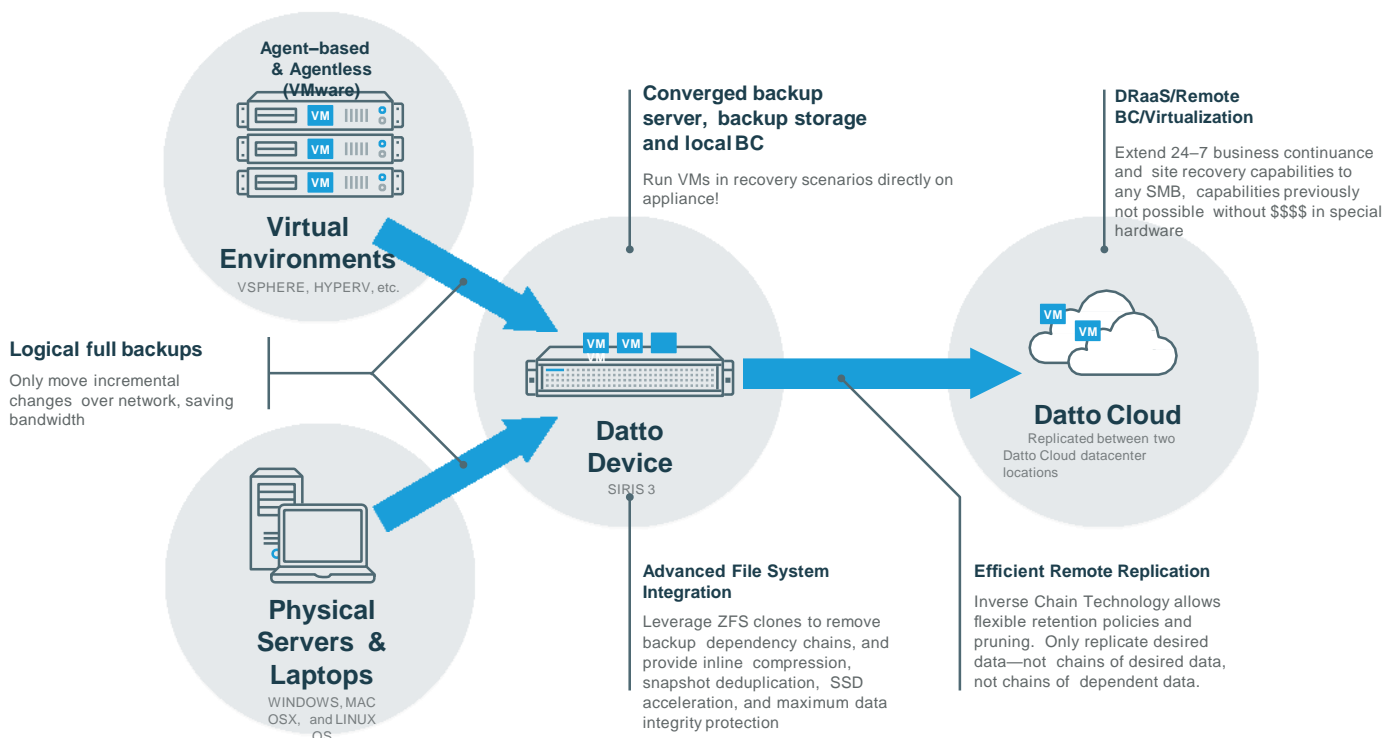 Agent–based
& Agentless
(VMware)
VM
VM
VM
Virtual
Environments
VSPHERE, HYPERV, etc.
Logical full backups
Only move incremental
changes over network, saving
bandwidth
Physical
Servers &
Laptops
WINDOWS, MAC
OSX, and LINUX
OS
Converged backup
server, backup storage
and local BC
Run VMs in recovery scenarios directly on
appliance!
VM VM
VM
Datto
Device
SIRIS 3
Advanced File System
Integration
Leverage ZFS clones to remove
backup dependency chains, and
provide inline compression,
snapshot deduplication, SSD
acceleration, and maximum data
integrity protection
DRaaS/Remote
BC/Virtualization
Extend 24–7 business continuance
and site recovery capabilities to
any SMB, capabilities previously
not possible without $$$$ in special
hardware
VM
VM
Datto Cloud
Replicated between two
Datto Cloud datacenter
locations
Efficient Remote Replication
Inverse Chain Technology allows
flexible retention policies and
pruning. Only replicate desired
data—not chains of desired data,
not chains of dependent data.